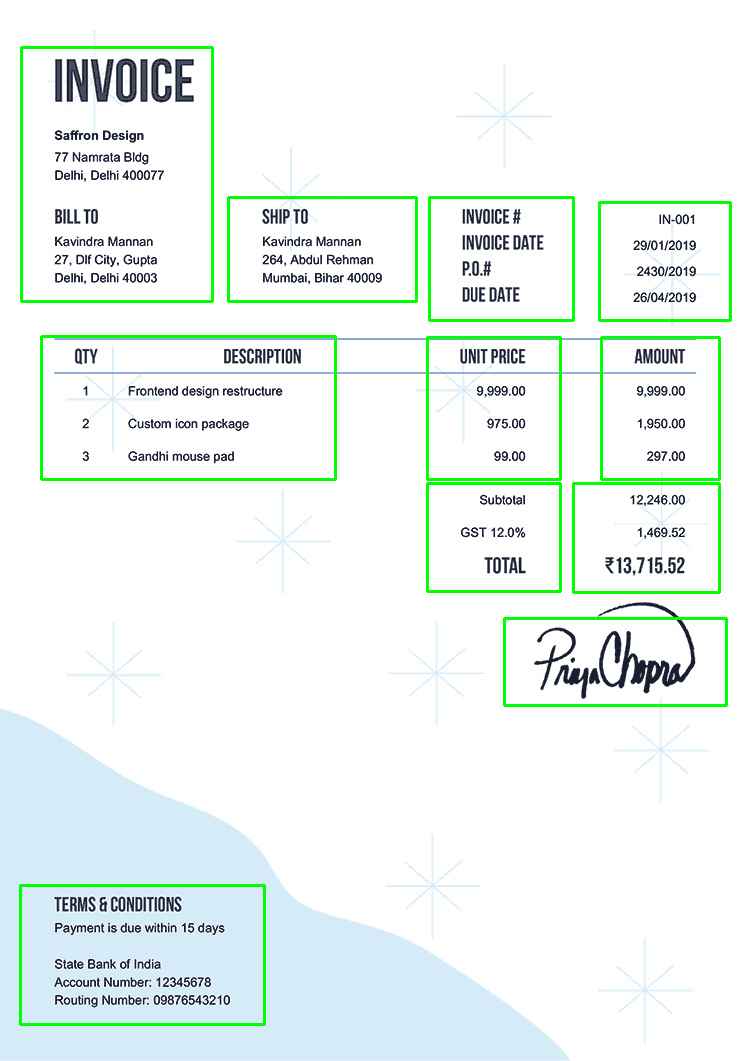 INVOICE
Saffron Design
77 Namrata Bldg
Delhi, Delhi 400077
BILL TO
Kavindra Mannan
27, Dlf City, Gupta
Delhi, Delhi 40003
SHIP TO
Kavindra Mannan
264, Abdul Rehman
Mumbai, Bihar 40009
INVOICE # IN-001
INVOICE DATE 29/01/2019
P.O.# 2430/2019
DUE DATE 26/04/2019
QTY DESCRIPTION UNIT PRICE AMOUNT
1 Frontend design restructure 9,999.00 9,999.00
2 Custom icon package 975.00 1,950.00
3 Gandhi mouse pad 99.00 297.00
Subtotal 12,246.00
GST 12.0% 1,469.52
TOTAL ₹13,715.52
Priya Chopra
TERMS & CONDITIONS
Payment is due within 15 days
State Bank of India
Account Number: 12345678
Routing Number: 09876543210